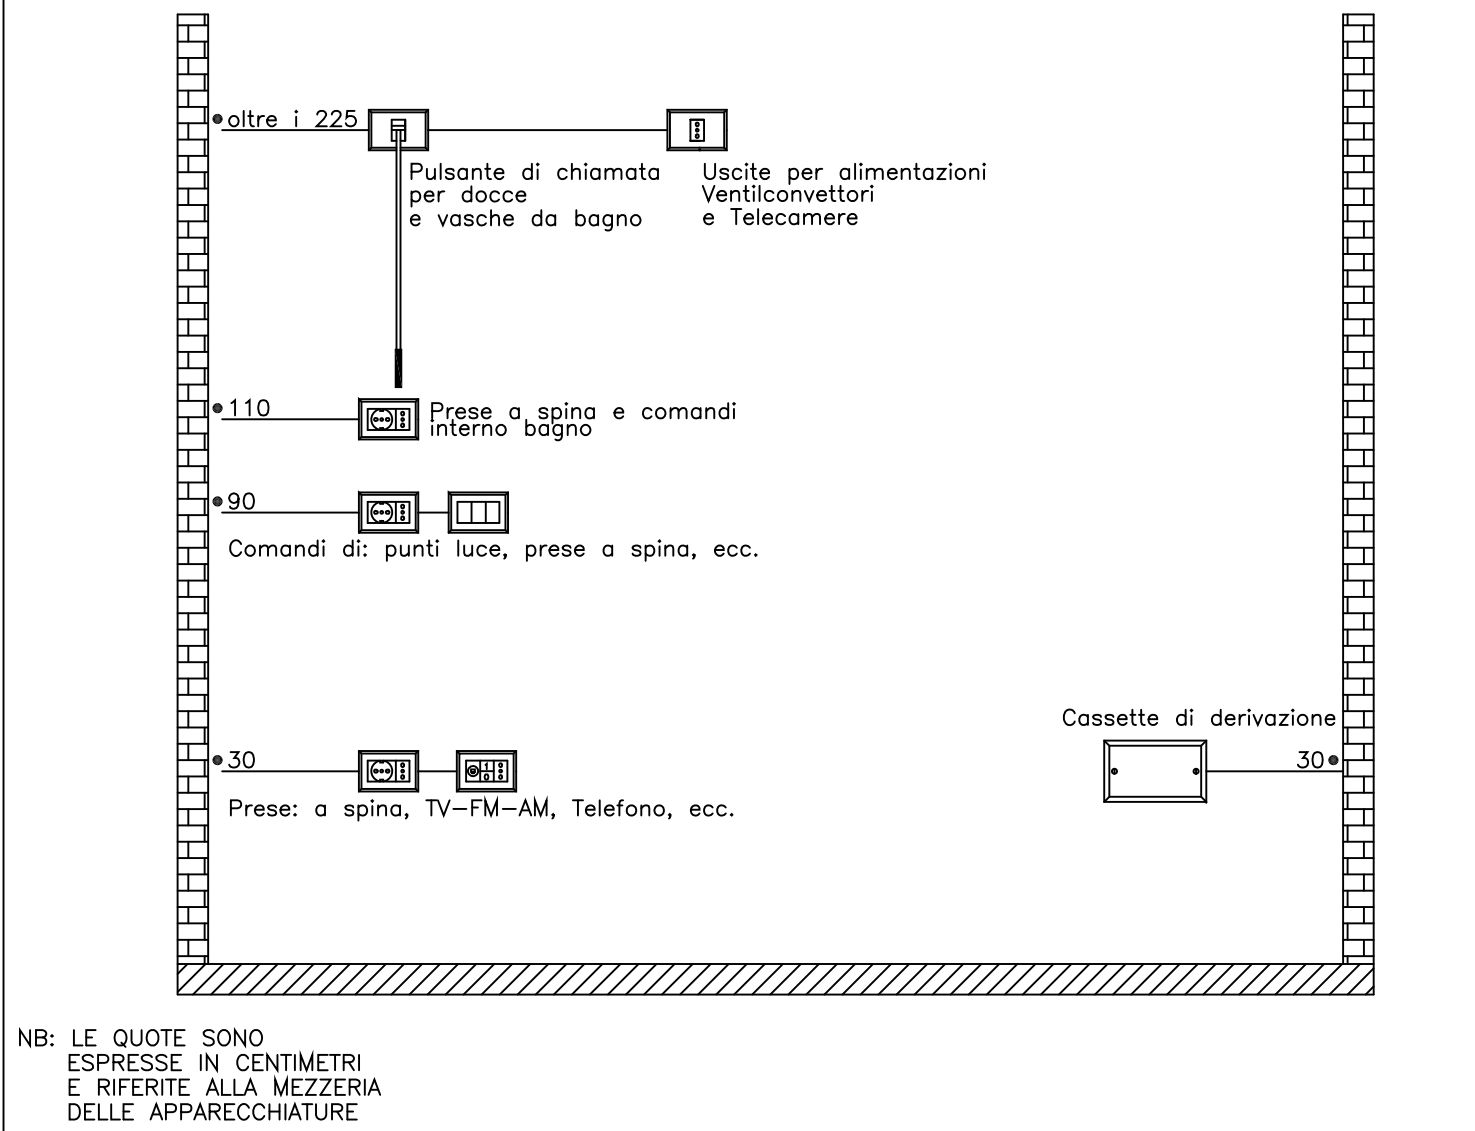 oltre i 225
Pulsante di chiamata
per docce
e vasche da bagno
Uscite per alimentazioni
Ventilconvettori
e Telecamere
110
Prese a spina e comandi
interno bagno
90
Comandi di: punti luce, prese a spina, ecc.
Cassette di derivazione
30
30
1
0
Prese: a spina, TV-FM-AM, Telefono, ecc.
NB: LE QUOTE SONO
ESPRESSE IN CENTIMETRI
E RIFERITE ALLA MEZZERIA
DELLE APPARECCHIATURE